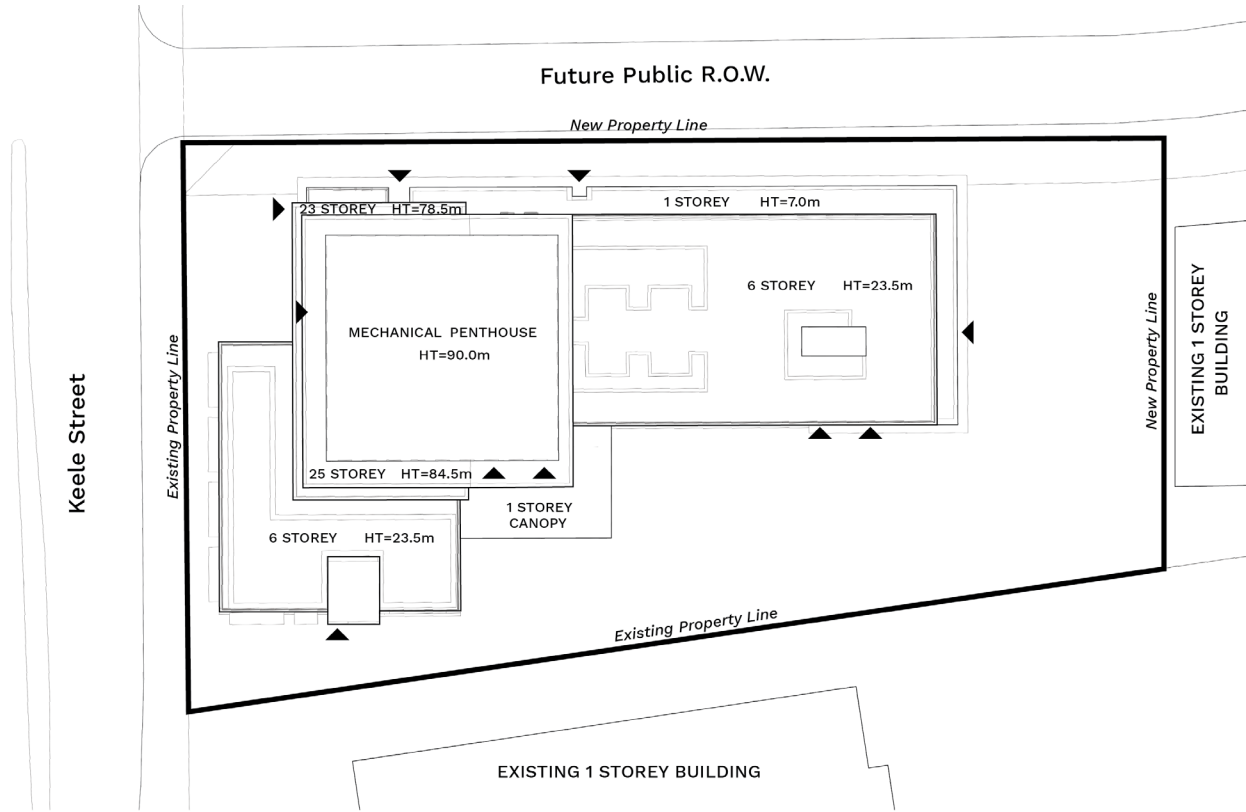 Future Public R.O.W.
New Property Line
23 STOREY HT=78.5m
1 STOREY HT=7.0m
6 STOREY HT=23.5m
MECHANICAL PENTHOUSE
HT=90.0m
25 STOREY HT=84.5m
1 STOREY
CANOPY
6 STOREY HT=23.5m
Keele Street
Existing Property Line
New Property Line
EXISTING 1 STOREY
BUILDING
Existing Property Line
EXISTING 1 STOREY BUILDING